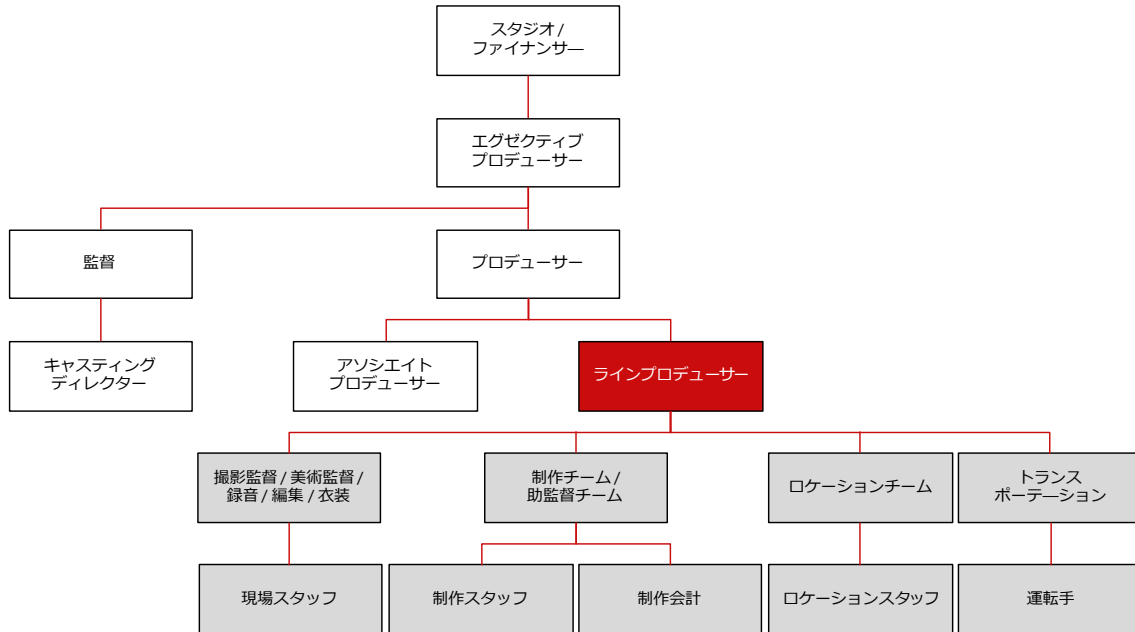 スタジオ /
ファイナンサー
エグゼクティブ
プロデューサー
監督
プロデューサー
キャスティング
ディレクター
アソシエイト
プロデューサー
ラインプロデューサー
撮影監督 / 美術監督 /
録音 / 編集 / 衣装
制作チーム /
助監督チーム
ロケーションチーム
トランス
ポーテーション
現場スタッフ
制作スタッフ
制作会計
ロケーションスタッフ
運転手